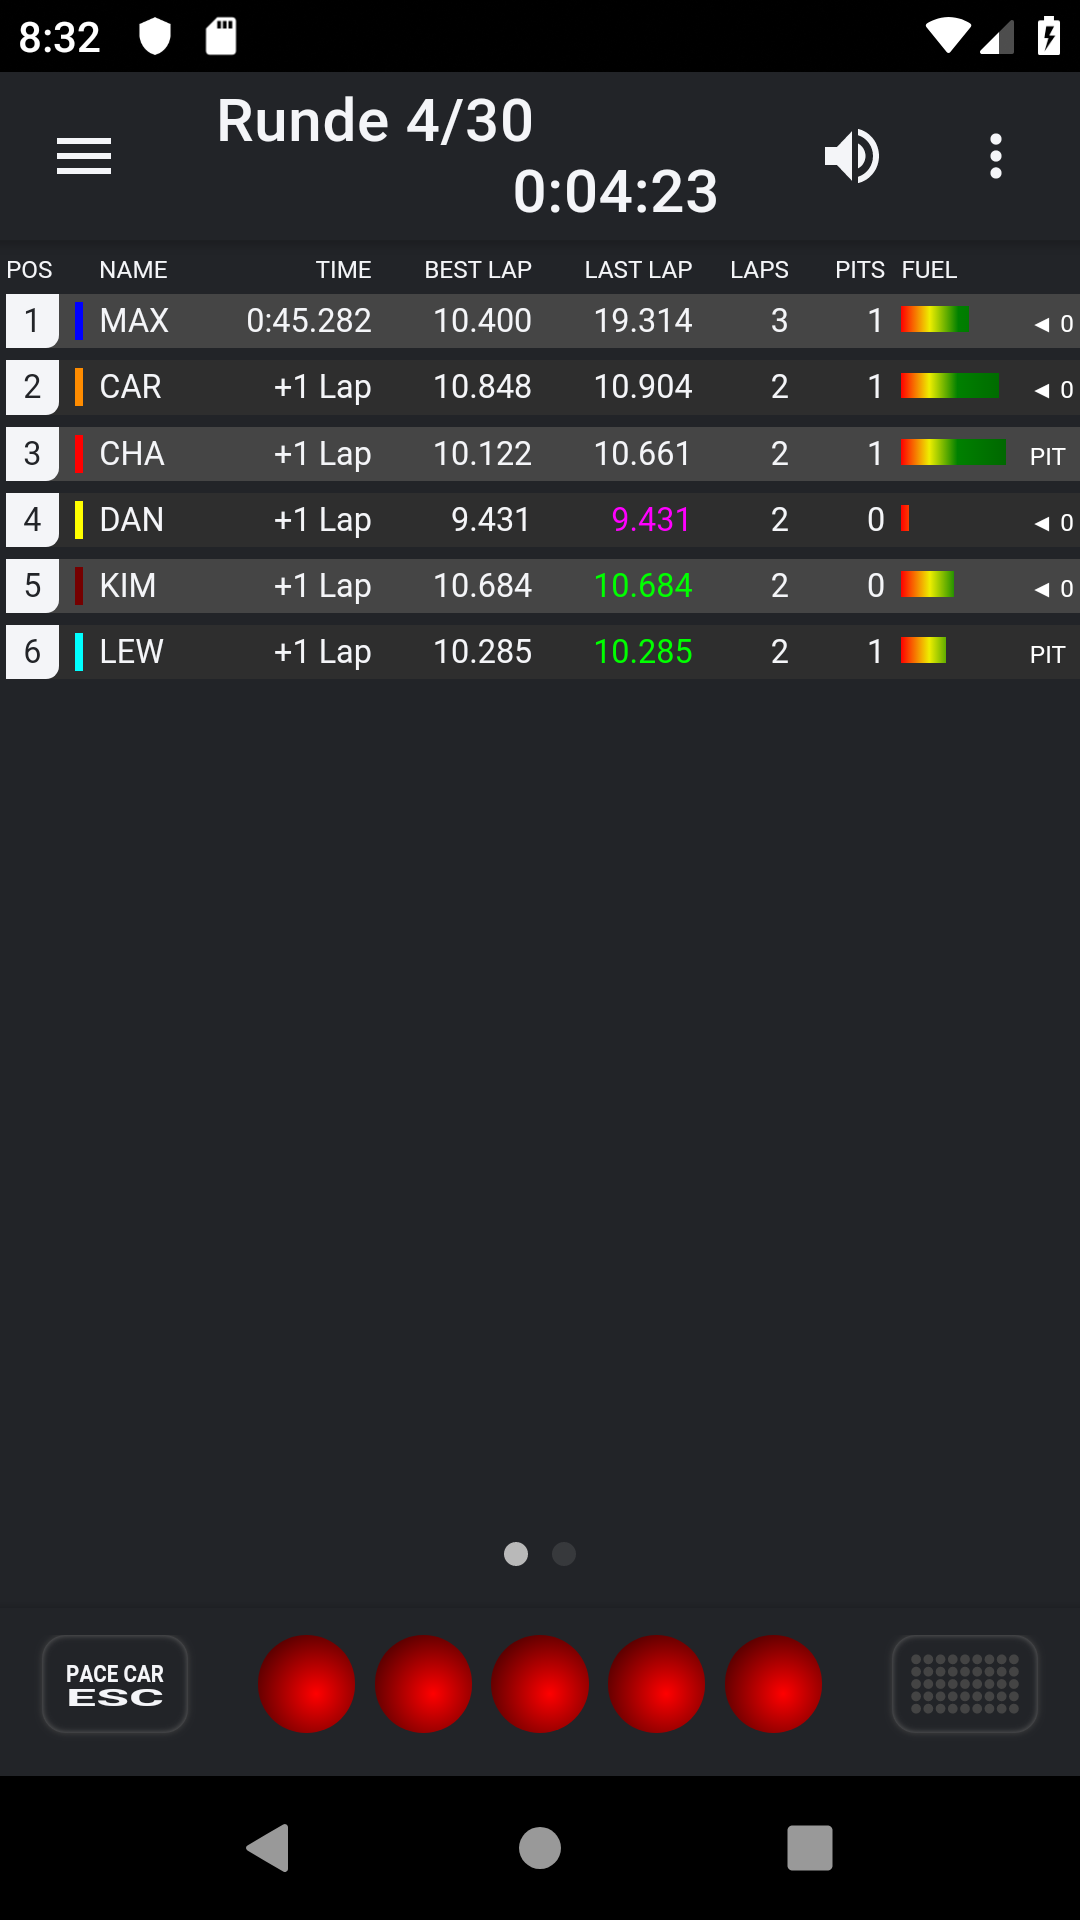 8:32
Runde 4/30
0:04:23
POS NAME TIME BEST LAP LAST LAP LAPS PITS FUEL
1 MAX 0:45.282 10.400 19.314 3 1 ◄ 0
2 CAR +1 Lap 10.848 10.904 2 1 ◄ 0
3 CHA +1 Lap 10.122 10.661 2 1 PIT
4 DAN +1 Lap 9.431 9.431 2 0 ◄ 0
5 KIM +1 Lap 10.684 10.684 2 0 ◄ 0
6 LEW +1 Lap 10.285 10.285 2 1 PIT
PACE CAR
ESC